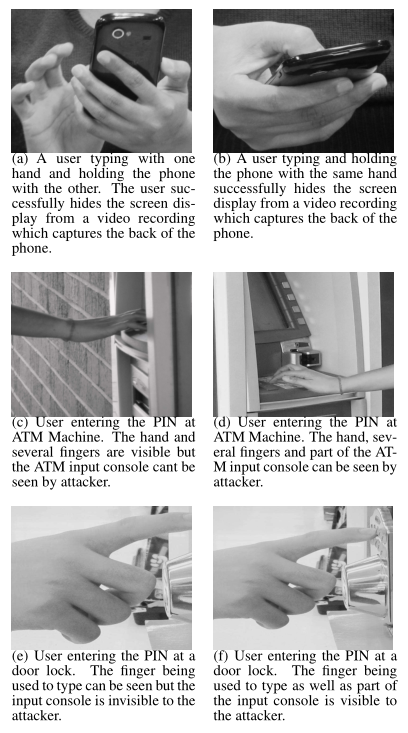 (a) A user typing with one
hand and holding the phone
with the other. The user suc-
cessfully hides the screen dis-
play from a video recording
which captures the back of the
phone.
(b) A user typing and holding
the phone with the same hand
successfully hides the screen
display from a video recording
which captures the back of the
phone.
(c) User entering the PIN at
ATM Machine. The hand and
several fingers are visible but
the ATM input console cant be
seen by attacker.
(d) User entering the PIN at
ATM Machine. The hand, sev-
eral fingers and part of the AT-
M input console can be seen by
attacker.
(e) User entering the PIN at a
door lock. The finger being
used to type can be seen but the
input console is invisible to the
attacker.
(f) User entering the PIN at a
door lock. The finger being
used to type as well as part of
the input console is visible to
the attacker.